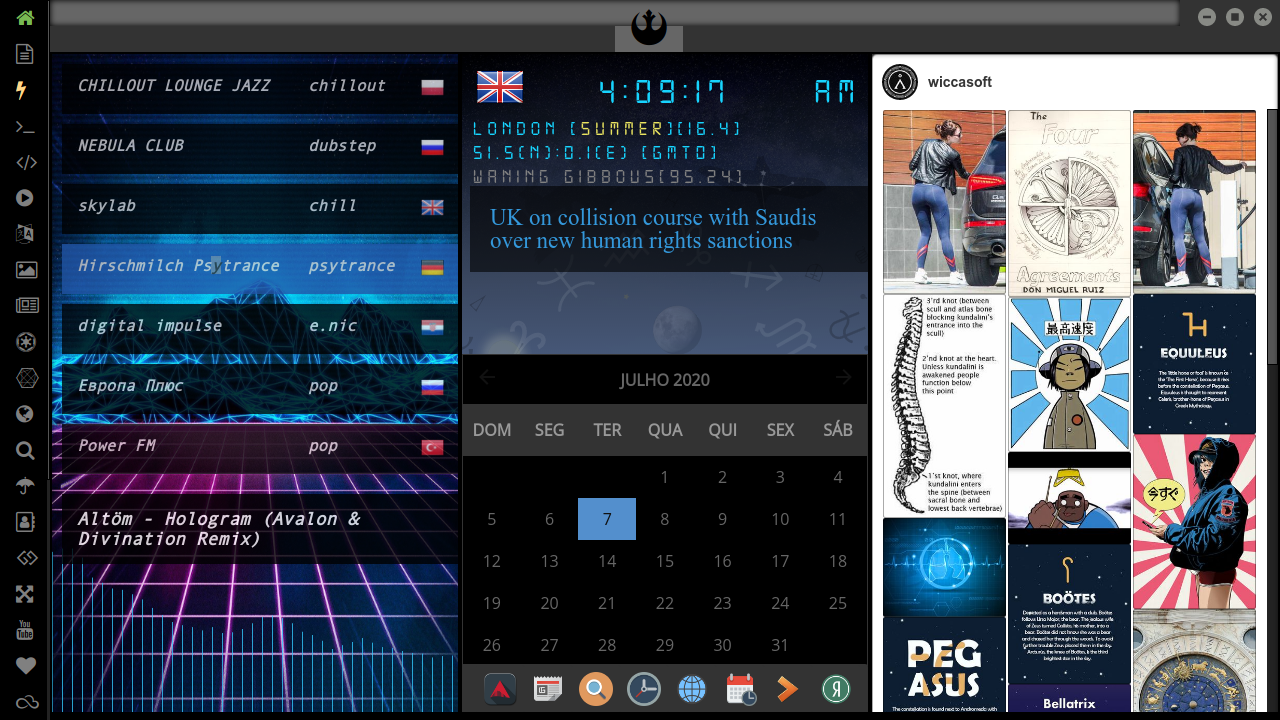 CHILLOUT LOUNGE JAZZ chillout
NEBULA CLUB dubstep
skylab chill
Hirschmilch Psytrance psytrance
digital impulse e.nic
Европа Плюс pop
Power FM pop
Altöm - Hologram (Avalon &
Divination Remix)
4:09:17 AM
LONDON (SUMMER)(16.4)
51.5(N):0.1(E) (GMT0)
WANING GIBBOUS(95.24)
UK on collision course with Saudis
over new human rights sanctions
JULHO 2020
DOM SEG TER QUA QUI SEX SÁB
1 2 3 4
5 6 7 8 9 10 11
12 13 14 15 16 17 18
19 20 21 22 23 24 25
26 27 28 29 30 31
You
Tube
Я
wiccasoft
The
Four
Agreements
DON MIGUEL RUIZ
3'rd knot (between
scull and atlas bone
blocking kundalini's
entrance into the
scull)
2'nd knot at the heart.
Unless kundalini is
awakened people
function below
this point
1'st knot, where
kundalini enters
the spine (between
sacral bone and
lowest back vertebrae)
最高速度
EQUULEUS
今すぐ
BOÖTES
PEG
ASUS
Bellatrix